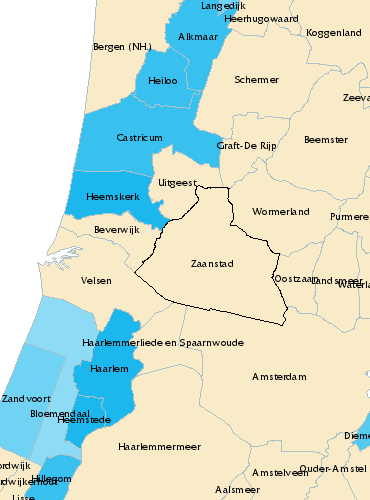 Langedijk
Heerhugowaard
Koggenland
Alkmaar
Bergen (NH.)
Heiloo
Schermer
Zeeva
Castricum
Graft-De Rijp
Beemster
Uitgeest
Heemskerk
Wormerland
Purmere
Beverwijk
Zaanstad
Oostzaan
Landsmeer
Waterla
Velsen
Haarlemmerliede en Spaarnwoude
Haarlem
Amsterdam
Zandvoort
Bloemendaal
Heemstede
Dieme
Haarlemmermeer
ordwijk
Ouder-Amstel
Amstelveen
Hillegom
rdwijkerhout
Aalsmeer
Lisse